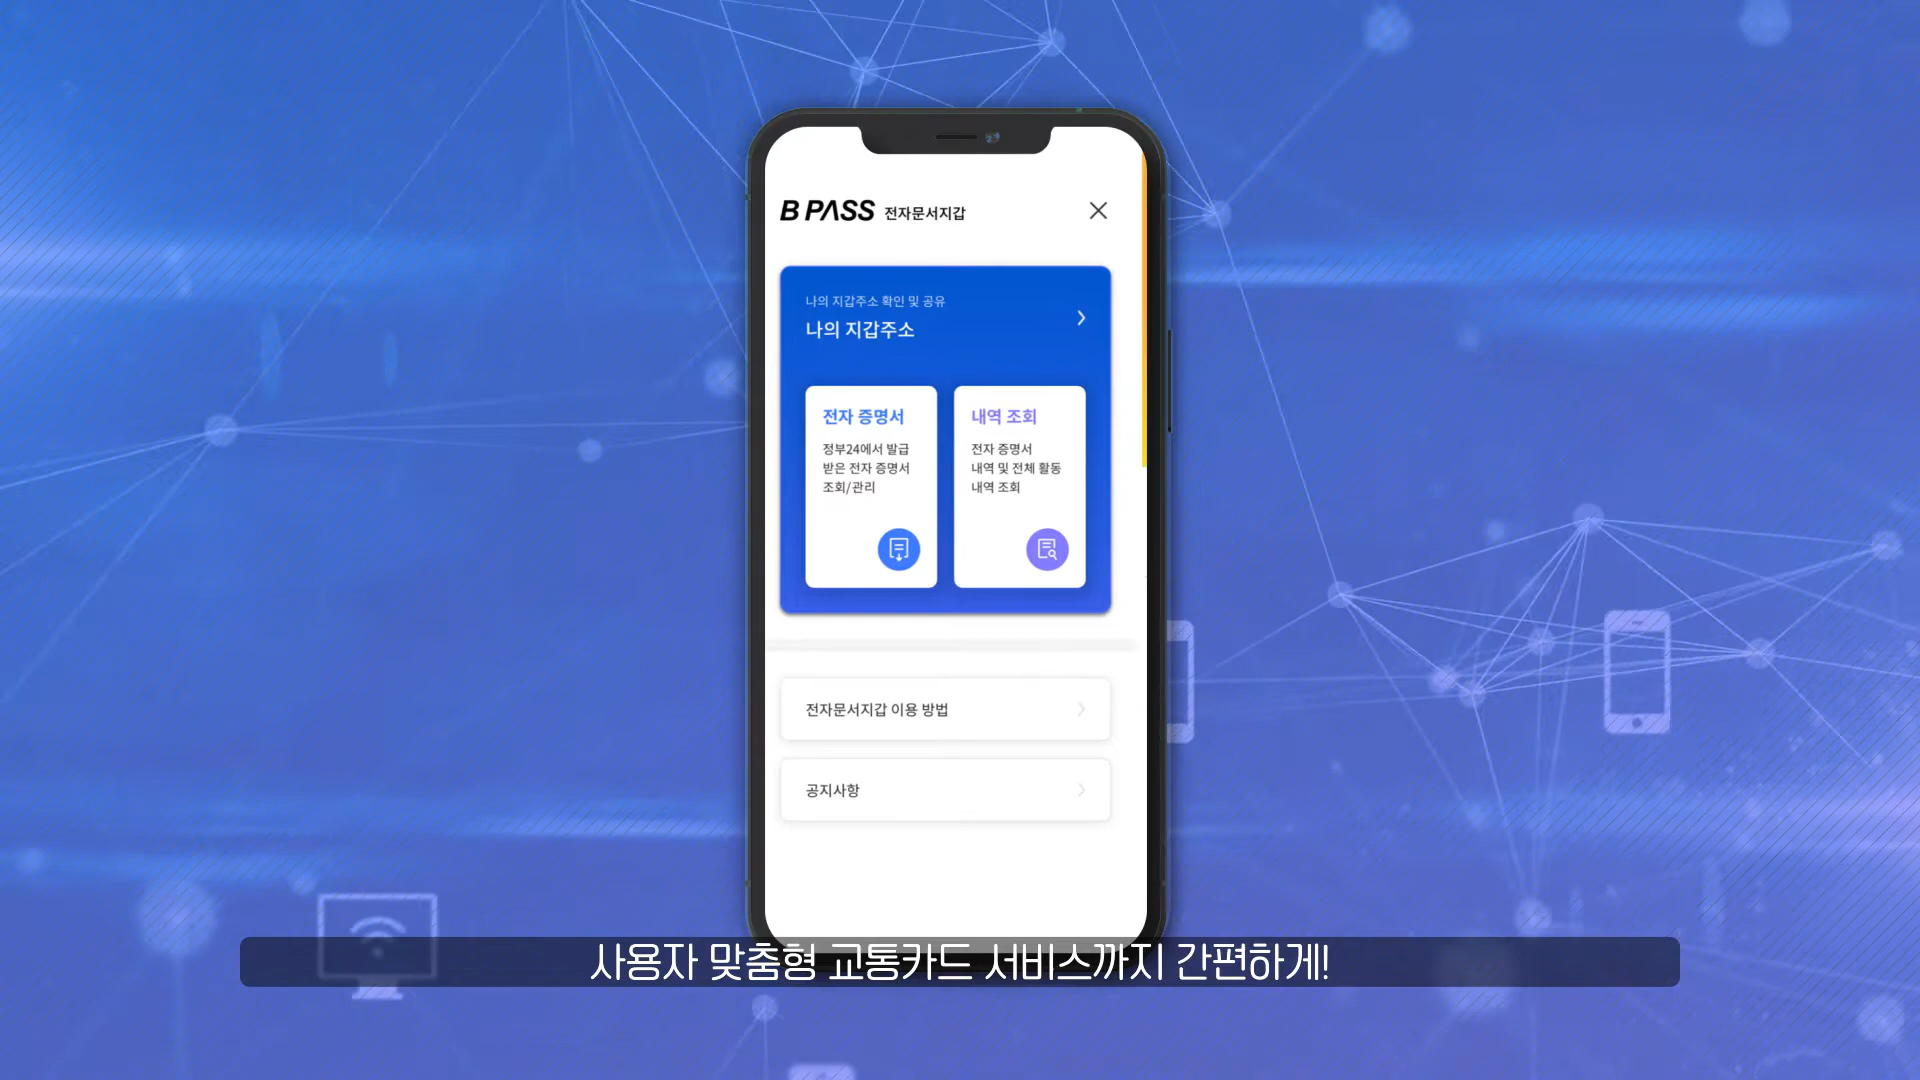 B PASS 전자문서지갑
나의 지갑주소 확인 및 공유
나의 지갑주소
전자 증명서
정부24에서 발급
받은 전자 증명서
조회/관리
내역 조회
전자 증명서
내역 및 전체 활동
내역 조회
전자문서지갑 이용 방법
공지사항
사용자 맞춤형 교통카드 서비스까지 간편하게!